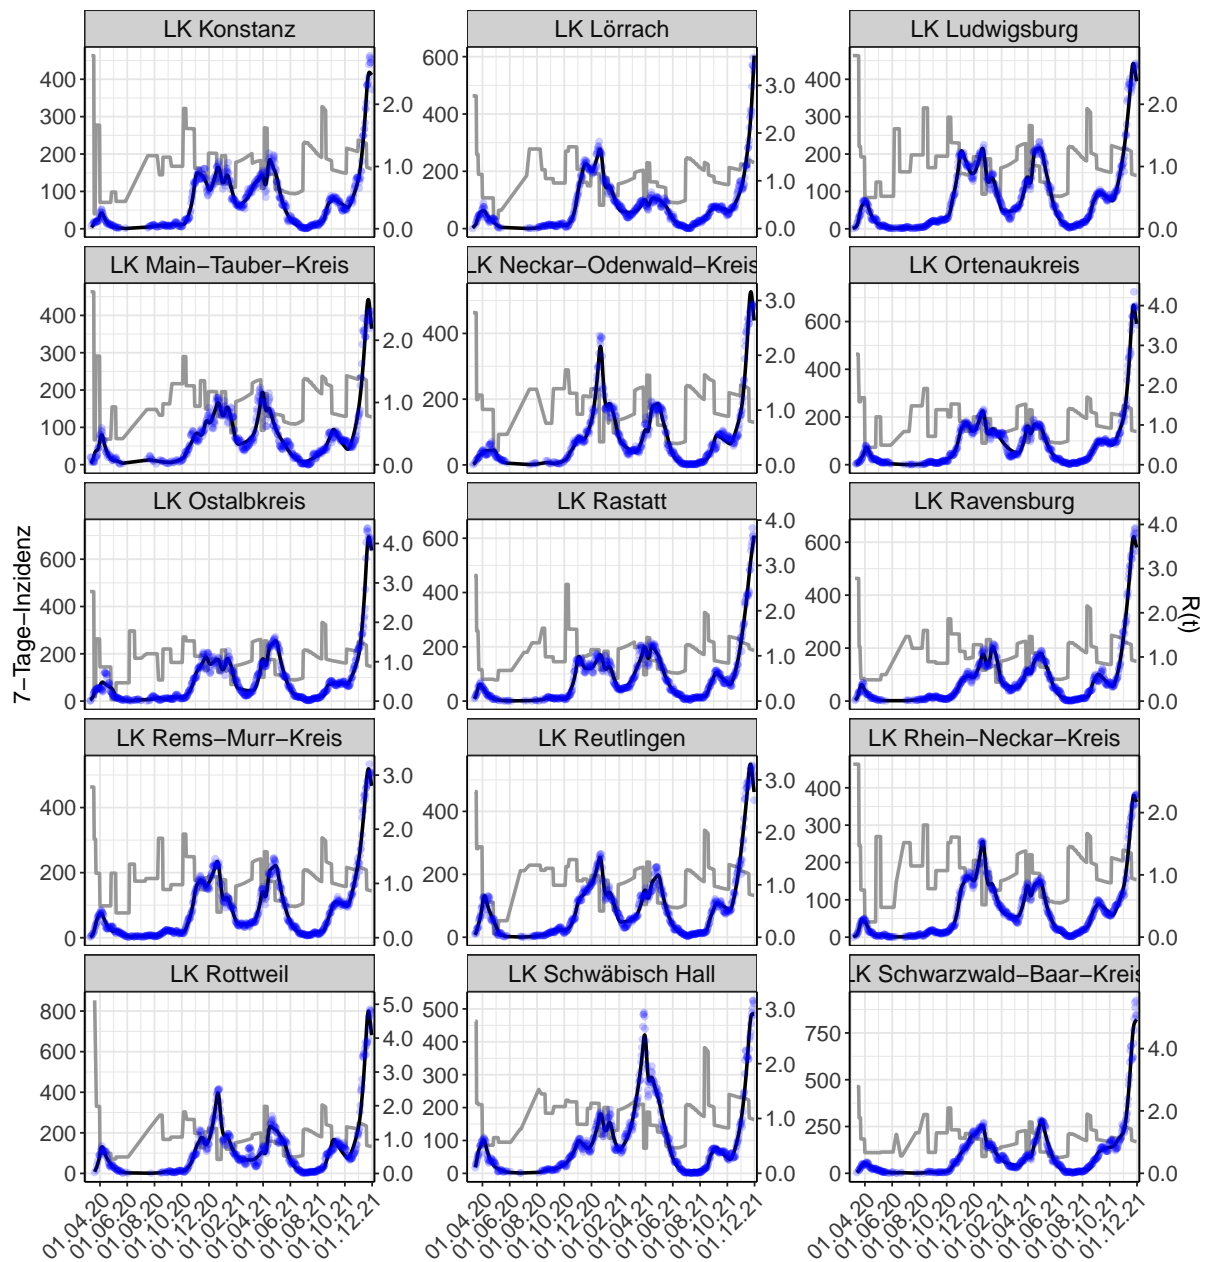 LK Konstanz LK Lörrach LK Ludwigsburg
400 600 400
300 3.0 300
2.0 400 2.0
200 2.0 200
1.0 200 1.0 1.0
100 100
0 0.0 0 0.0 0 0.0
LK Main−Tauber−Kreis LK Neckar−Odenwald−Kreis LK Ortenaukreis
400 3.0 4.0
2.0 400 600
300 2.0 3.0
200 1.0 200 400 2.0
100 1.0 200 1.0
0 0.0 0 0.0 0 0.0
LK Ostalbkreis LK Rastatt LK Ravensburg
4.0 4.0 4.0
600 600 600
3.0 3.0 3.0
400 400 400
2.0 2.0 2.0
200 1.0 200 1.0 200 1.0
0 0.0 0 0.0 0 0.0
7−Tage−Inzidenz
R(t)
LK Rems−Murr−Kreis LK Reutlingen LK Rhein−Neckar−Kreis
3.0 3.0 400
400 400 2.0
2.0 2.0 300
200 200 200
1.0 1.0 100 1.0
0 0.0 0 0.0 0 0.0
LK Rottweil LK Schwäbisch Hall LK Schwarzwald−Baar−Kreis
800 5.0 500 3.0 750
4.0 400 4.0
600 3.0 300 2.0 500
400 2.0 200 2.0
200 1.0 100 1.0 250
0 0.0 0 0.0 0 0.0
01.04.20 01.06.20 01.08.20 01.10.20 01.12.20 01.02.21 01.04.21 01.06.21 01.08.21 01.10.21 01.12.21 01.04.20 01.06.20 01.08.20 01.10.20 01.12.20 01.02.21 01.04.21 01.06.21 01.08.21 01.10.21 01.12.21 01.04.20 01.06.20 01.08.20 01.10.20 01.12.20 01.02.21 01.04.21 01.06.21 01.08.21 01.10.21 01.12.21